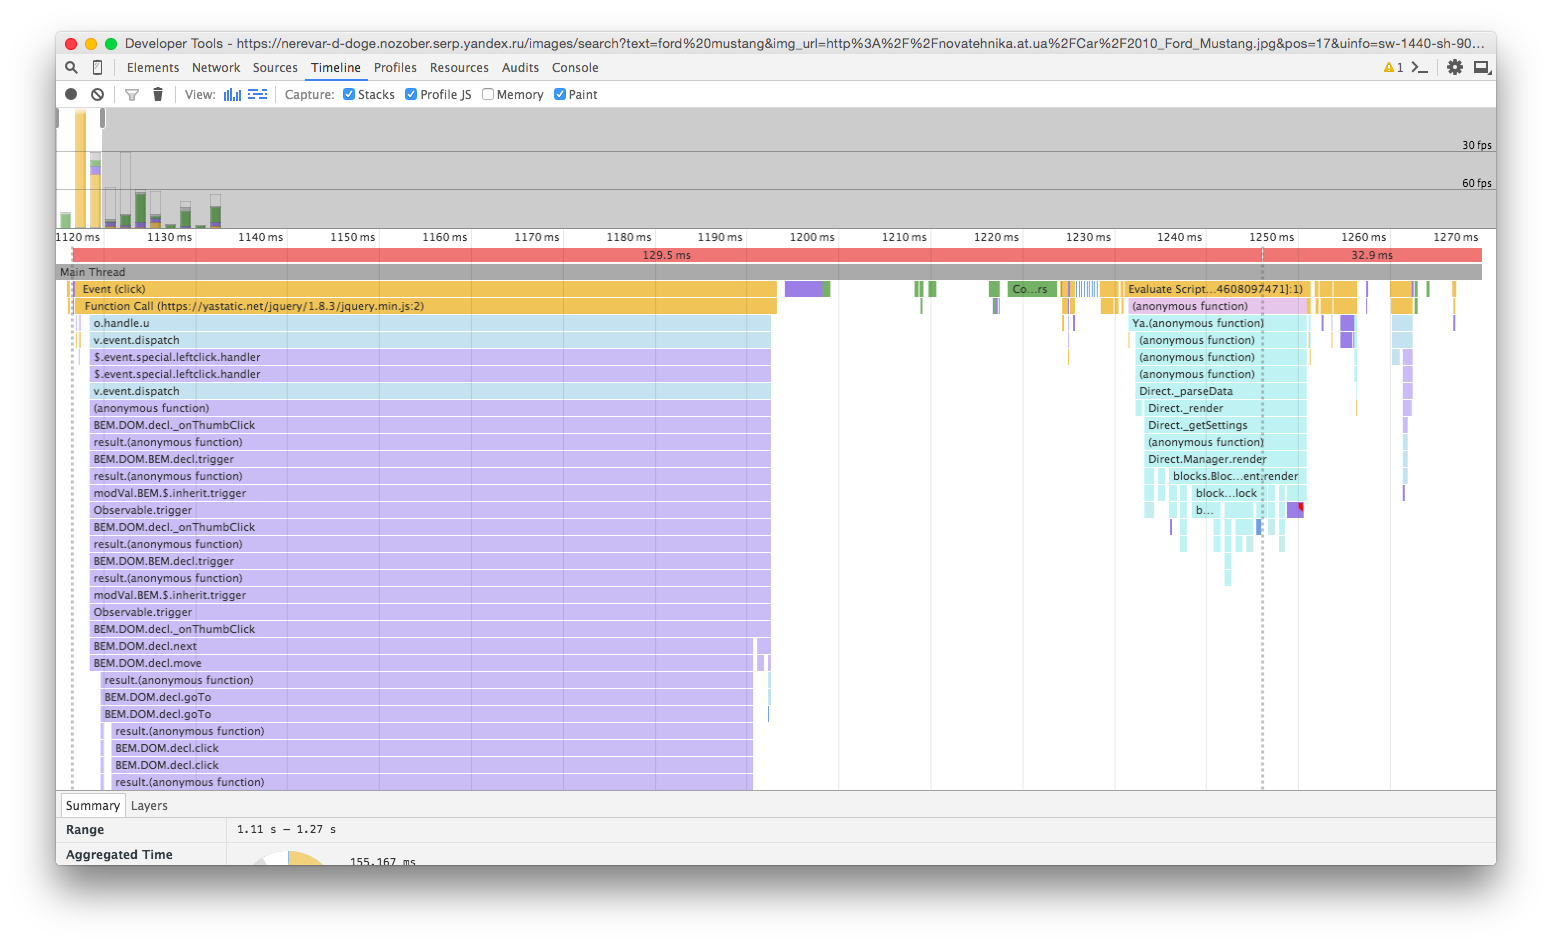 Developer Tools - https://nerevar-d-doge.nozober.serp.yandex.ru/images/search?text=ford%20mustang&img_url=http%3A%2F%2Fnovatehnika.at.ua%2FCar%2F2010_Ford_Mustang.jpg&pos=17&uinfo=sw-1440-sh-90...
Elements Network Sources Timeline Profiles Resources Audits Console 1
View: Capture: Stacks Profile JS Memory Paint
30 fps
60 fps
1120 ms 1130 ms 1140 ms 1150 ms 1160 ms 1170 ms 1180 ms 1190 ms 1200 ms 1210 ms 1220 ms 1230 ms 1240 ms 1250 ms 1260 ms 1270 ms
129.5 ms 32.9 ms
Main Thread
Event (click) Co...rs Evaluate Script...4608097471]:1)
Function Call (https://yastatic.net/jquery/1.8.3/jquery.min.js:2) (anonymous function)
o.handle.u Ya.(anonymous function)
v.event.dispatch (anonymous function)
$.event.special.leftclick.handler (anonymous function)
$.event.special.leftclick.handler (anonymous function)
v.event.dispatch Direct._parseData
(anonymous function) Direct._render
BEM.DOM.decl._onThumbClick Direct._getSettings
result.(anonymous function) (anonymous function)
BEM.DOM.BEM.decl.trigger Direct.Manager.render
result.(anonymous function) blocks.Bloc...ent.render
modVal.BEM.$.inherit.trigger block...lock
Observable.trigger b...
BEM.DOM.decl._onThumbClick
result.(anonymous function)
BEM.DOM.BEM.decl.trigger
result.(anonymous function)
modVal.BEM.$.inherit.trigger
Observable.trigger
BEM.DOM.decl._onThumbClick
BEM.DOM.decl.next
BEM.DOM.decl.move
result.(anonymous function)
BEM.DOM.decl.goTo
BEM.DOM.decl.goTo
result.(anonymous function)
BEM.DOM.decl.click
BEM.DOM.decl.click
result.(anonymous function)
Summary Layers
Range 1.11 s – 1.27 s
Aggregated Time 155.167 ms